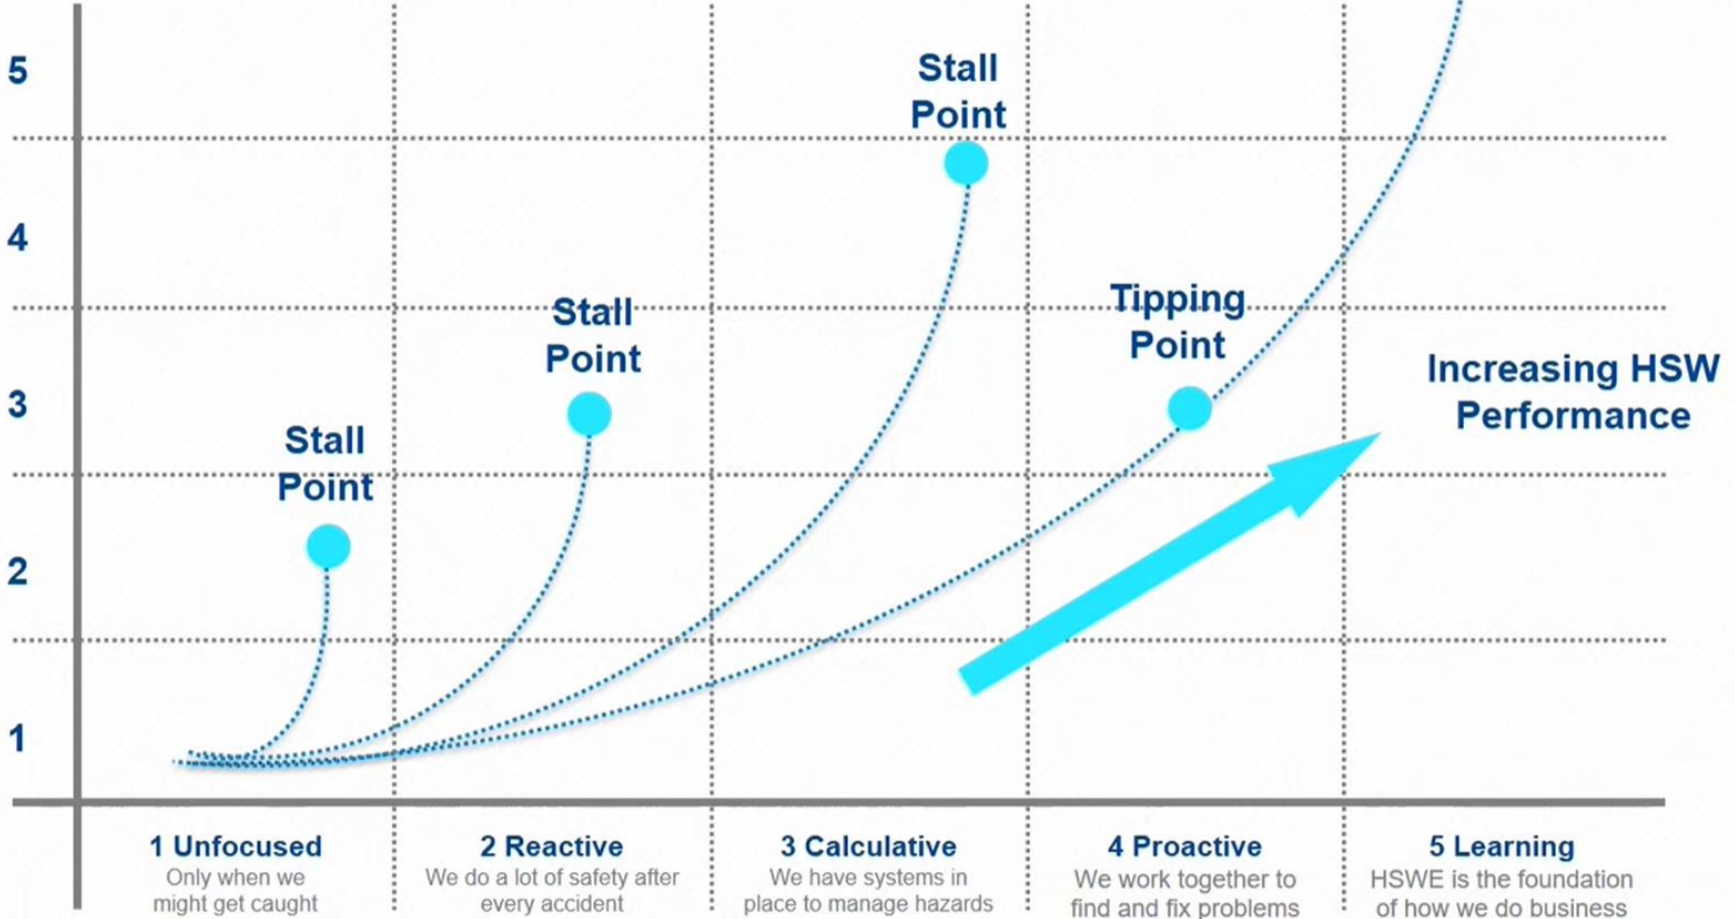 5
4
3
2
1
Stall
Point
Stall
Point
Stall
Point
Tipping
Point
Increasing HSW
Performance
1 Unfocused
Only when we
might get caught
2 Reactive
We do a lot of safety after
every accident
3 Calculative
We have systems in
place to manage hazards
4 Proactive
We work together to
find and fix problems
5 Learning
HSWE is the foundation
of how we do business